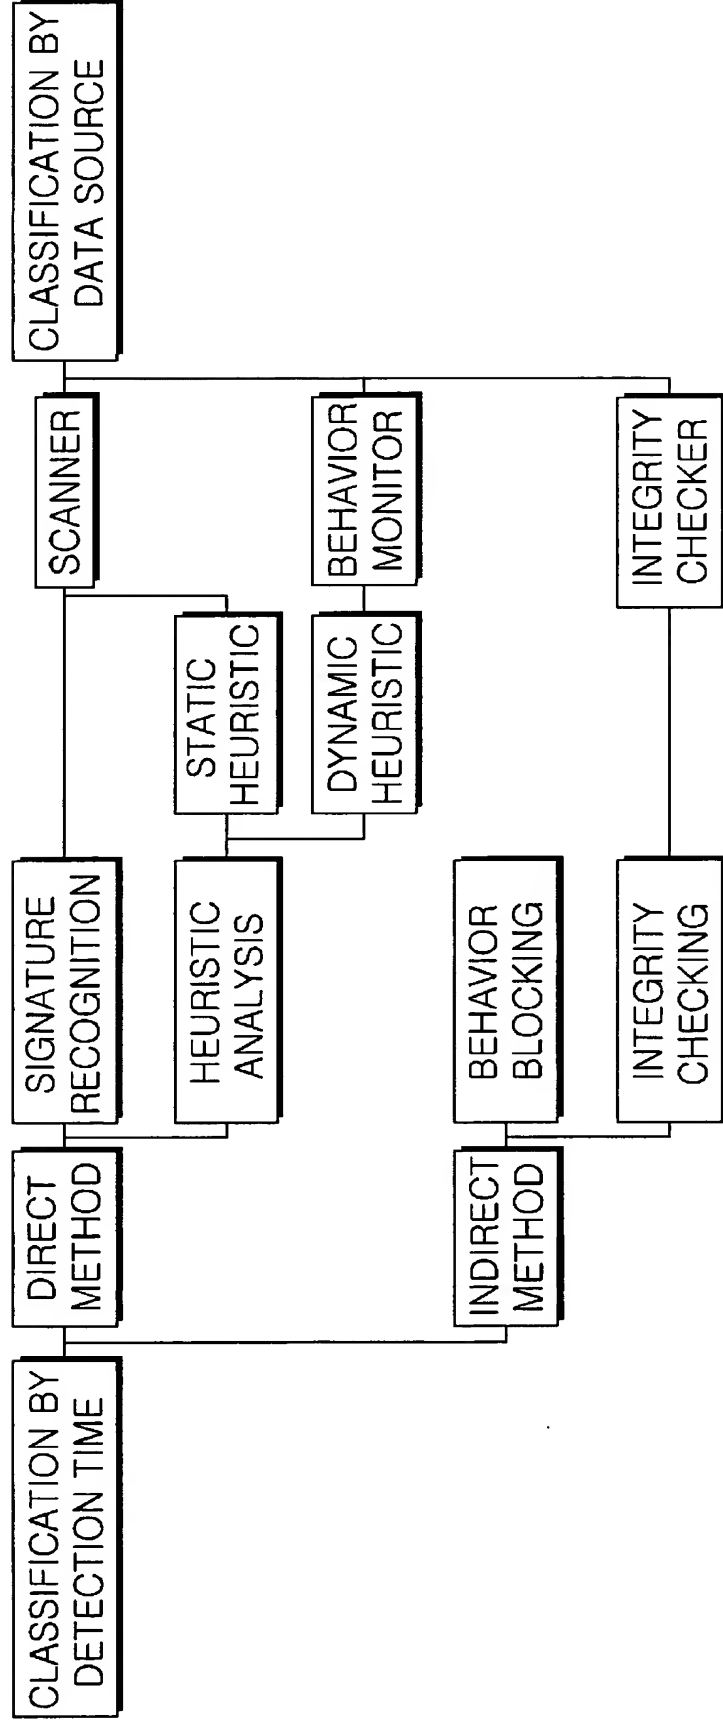 CLASSIFICATION BY
DETECTION TIME
DIRECT
METHOD
SIGNATURE
RECOGNITION
SCANNER
CLASSIFICATION BY
DATA SOURCE
HEURISTIC
ANALYSIS
STATIC
HEURISTIC
DYNAMIC
HEURISTIC
BEHAVIOR
MONITOR
INDIRECT
METHOD
BEHAVIOR
BLOCKING
INTEGRITY
CHECKING
INTEGRITY
CHECKER